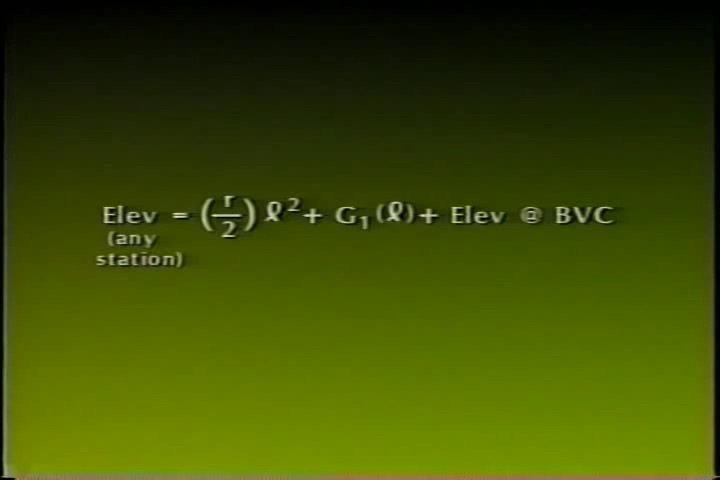 Elev = (r/2) ℓ² + G₁(ℓ) + Elev @ BVC
(any
station)